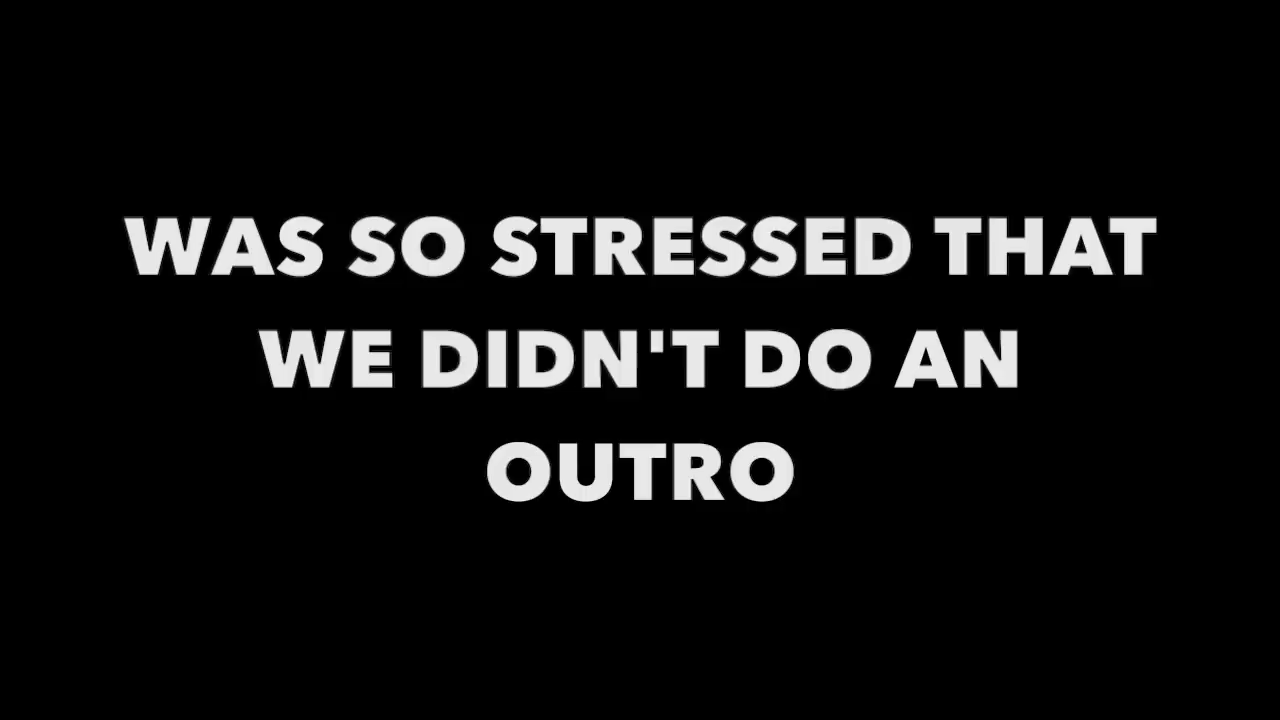 WAS SO STRESSED THAT
WE DIDN'T DO AN
OUTRO